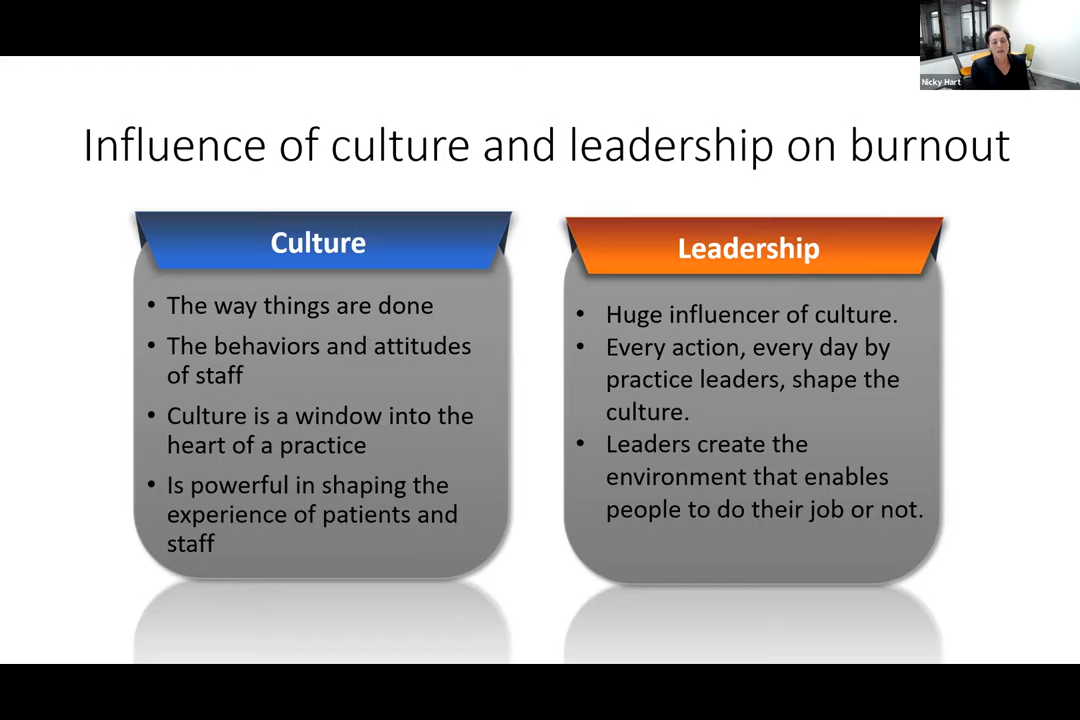 Nicky Hart
Influence of culture and leadership on burnout
Culture
• The way things are done
• The behaviors and attitudes
of staff
• Culture is a window into the
heart of a practice
• Is powerful in shaping the
experience of patients and
staff
Leadership
• Huge influencer of culture.
• Every action, every day by
practice leaders, shape the
culture.
• Leaders create the
environment that enables
people to do their job or not.